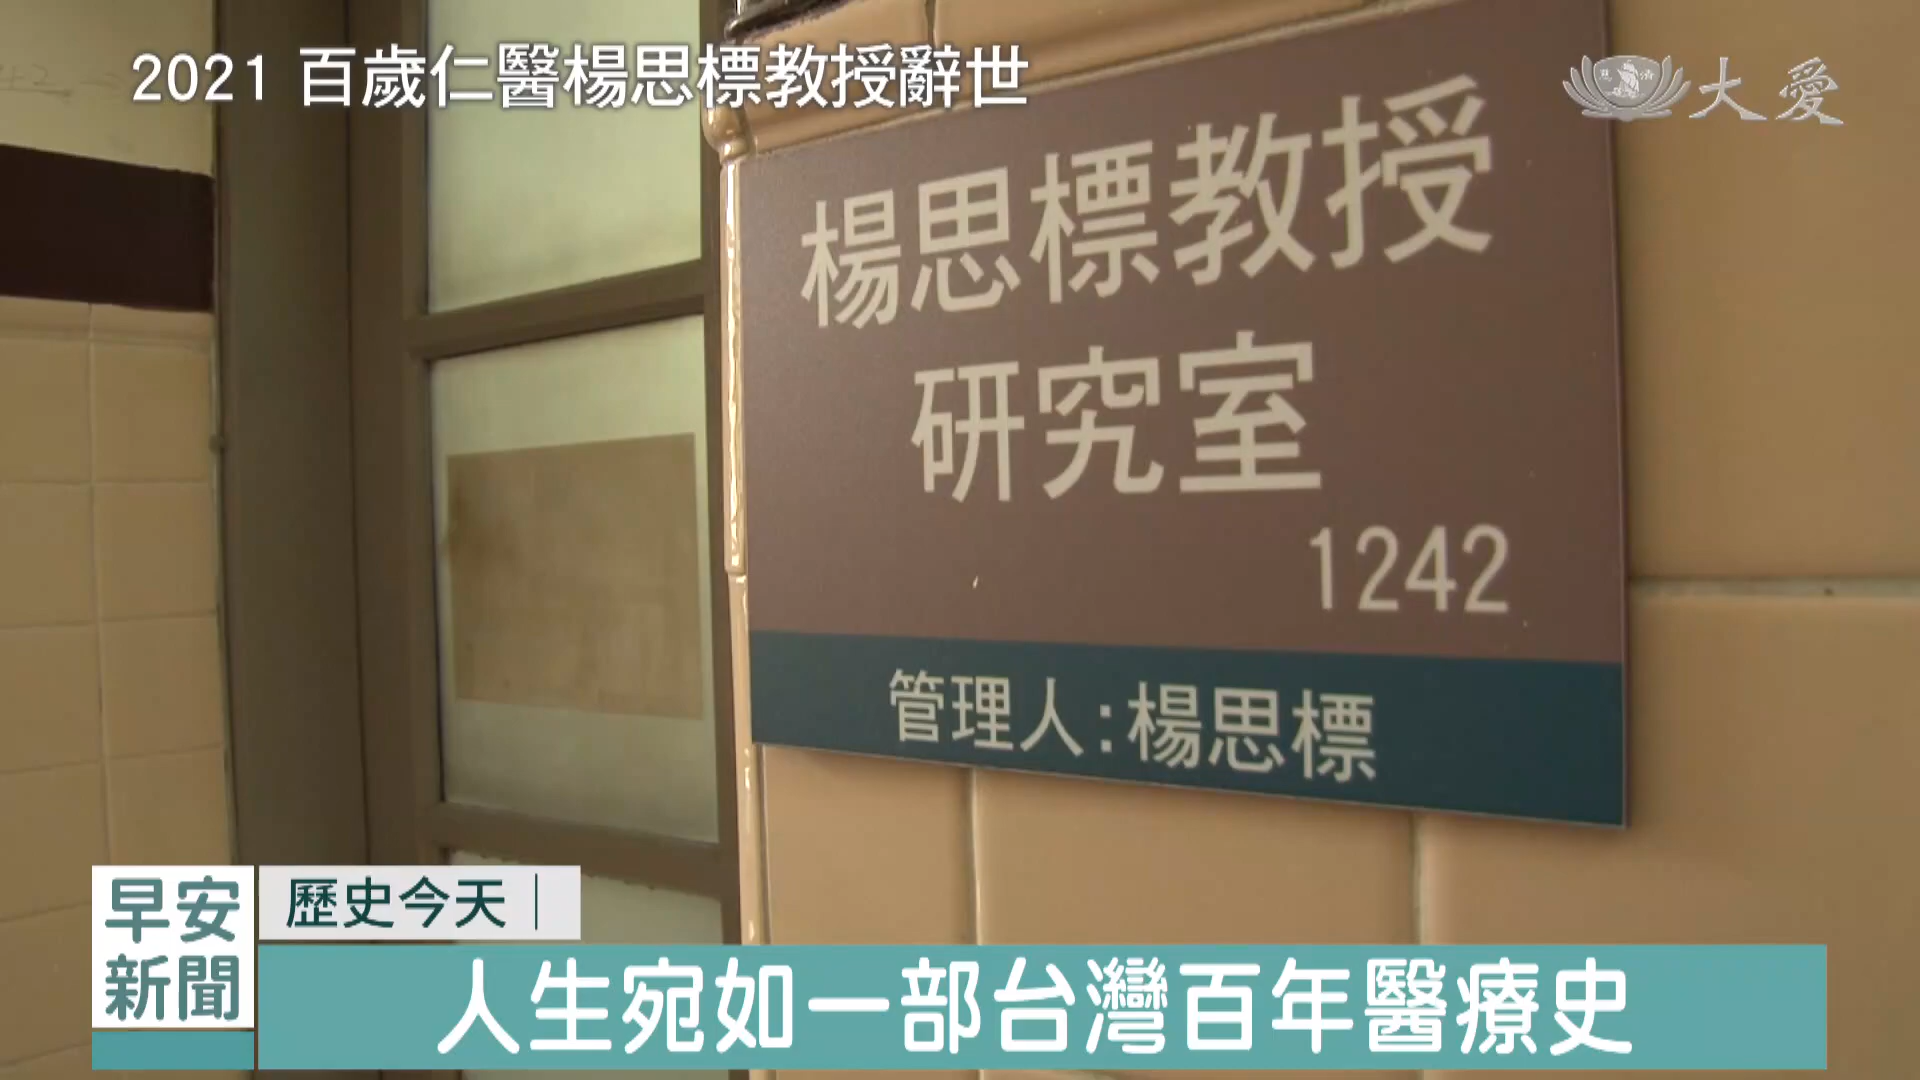 2021 百歲仁醫楊思標教授辭世
大愛
楊思標教授
研究室
1242
管理人:楊思標
早安
新聞
歷史今天
人生宛如一部台灣百年醫療史